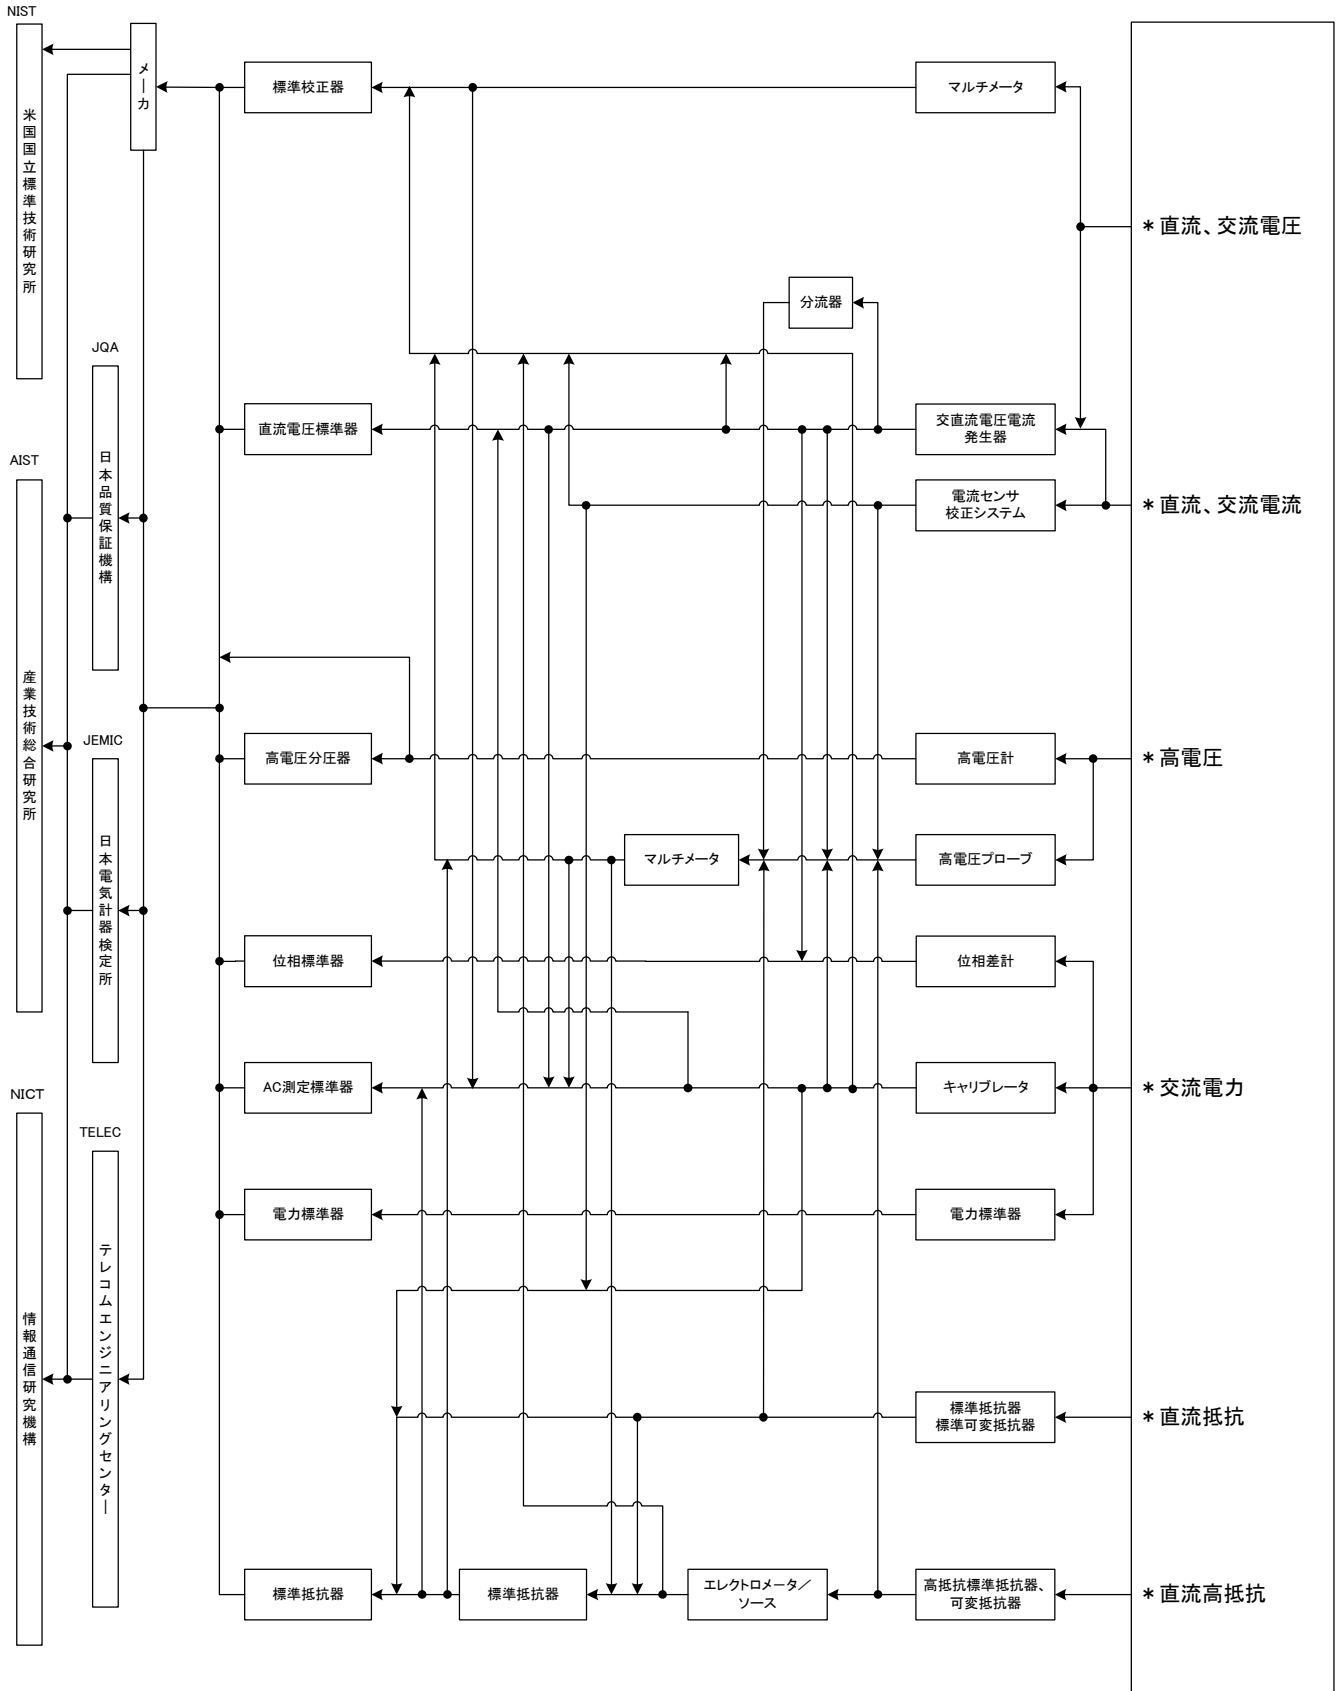 NIST
米国国立標準技術研究所
メーカ
標準校正器
マルチメータ
＊直流、交流電圧
分流器
JQA
日本品質保証機構
直流電圧標準器
交直流電圧電流
発生器
AIST
産業技術総合研究所
電流センサ
校正システム
＊直流、交流電流
JEMIC
日本電気計器検定所
高電圧分圧器
高電圧計
＊高電圧
マルチメータ
高電圧プローブ
位相標準器
位相差計
AC測定標準器
キャリブレータ
＊交流電力
NICT
情報通信研究機構
TELEC
テレコムエンジニアリングセンター
電力標準器
電力標準器
標準抵抗器
標準可変抵抗器
＊直流抵抗
標準抵抗器
標準抵抗器
エレクトロメータ／
ソース
高抵抗標準抵抗器、
可変抵抗器
＊直流高抵抗